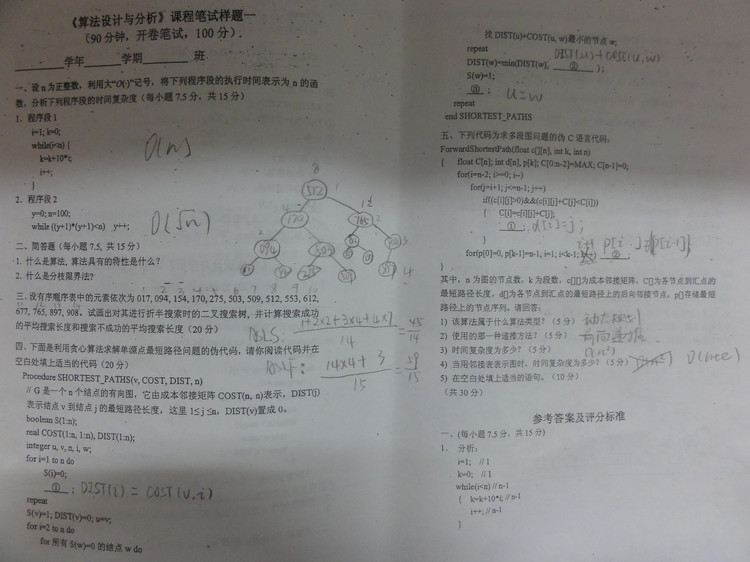 《算法设计与分析》课程笔试样题一
（90 分钟，开卷笔试，100 分）.
______学年______学期______ 班
一、设 n 为正整数，利用大“O(·)”记号，将下列程序段的执行时间表示为 n 的函
数，分析下列程序段的时间复杂度（每小题 7.5 分，共 15 分）
1．程序段 1
i=1; k=0;
while(i<n) {
k=k+10*i;
i++;
}
O(n)
2．程序段 2
y=0; n=100;
while ((y+1)*(y+1)<n) y++;
O(√n)
二、简答题（每小题 7.5, 共 15 分）
1. 什么是算法, 算法具有的特性是什么?
2. 什么是分枝限界法?
512
170
765
094
三、设有序顺序表中的元素依次为 017, 094, 154, 170, 275, 503, 509, 512, 553, 612,
677, 765, 897, 908。试画出对其进行折半搜索时的二叉搜索树，并计算搜索成功
的平均搜索长度和搜索不成功的平均搜索长度（20 分）
1+2×2+3×4+4×7 / 14 = 45/14
14×4+3 / 15 = 59/15
四、下面是利用贪心算法求解单源点最短路径问题的伪代码，请你阅读代码并在
空白处填上适当的代码（20 分）
Procedure SHORTEST_PATHS(v, COST, DIST, n)
// G 是一个 n 个结点的有向图，它由成本邻接矩阵 COST(n, n)表示，DIST(j)
表示结点 v 到结点 j 的最短路径长度，这里 1≤j≤n，DIST(v)置成 0。
boolean S(1:n);
real COST(1:n, 1:n), DIST(1:n);
integer u, v, n, i, w;
for i=1 to n do
S(i)=0;
① ; DIST(i) = COST(v,i)
repeat
S(v)=1; DIST(v)=0; u=v;
for i=2 to n do
for 所有 S(w)=0 的结点 w do
找 DIST(u)+COST(u, w)最小的节点 w;
repeat
DIST(u)+COST(u,w)
DIST(w)=min(DIST(w), ② );
S(w)=1;
③ ; u=w
repeat
end SHORTEST_PATHS
五、下列代码为求多段图问题的伪 C 语言代码:
ForwardShortestPath(float c[][n], int k, int n)
{ float C[n]; int d[n], p[k]; C[0:n-2]=MAX; C[n-1]=0;
for(i=n-2; i>=0; i--)
for(j=i+1; j<=n-1; j++)
if((c[i][j]>0)&&(c[i][j]+C[j]<C[i]))
{ C[i]=c[i][j]+C[j];
① ; d[i]=j; }
for(p[0]=0, p[k-1]=n-1, i=1; i<k-1; ②
}
其中，n 为图的节点数，k 为段数，c[][]为成本邻接矩阵，C[]为各节点到汇点的
最短路径长度，d[]为各节点到汇点的最短路径上的后向邻接节点，p[]存储最短
路径上的节点序列。请回答:
1) 该算法属于什么算法类型? （5 分） 动态规划
2) 使用的那一种递推方法? （5 分）
3) 时间复杂度为多少? （5 分） O(n²)
4) 当用邻接表表示图时，时间复杂度为多少? （5 分） O(n+e)
5) 在空白处填上适当的语句。（10 分）
（共 30 分）
参考答案及评分标准
一、(每小题 7.5 分，共 15 分)
1． 分析:
i=1; // 1
k=0; // 1
while(i<n) // n-1
{ k=k+10*i; // n-1
i++; // n-1
}